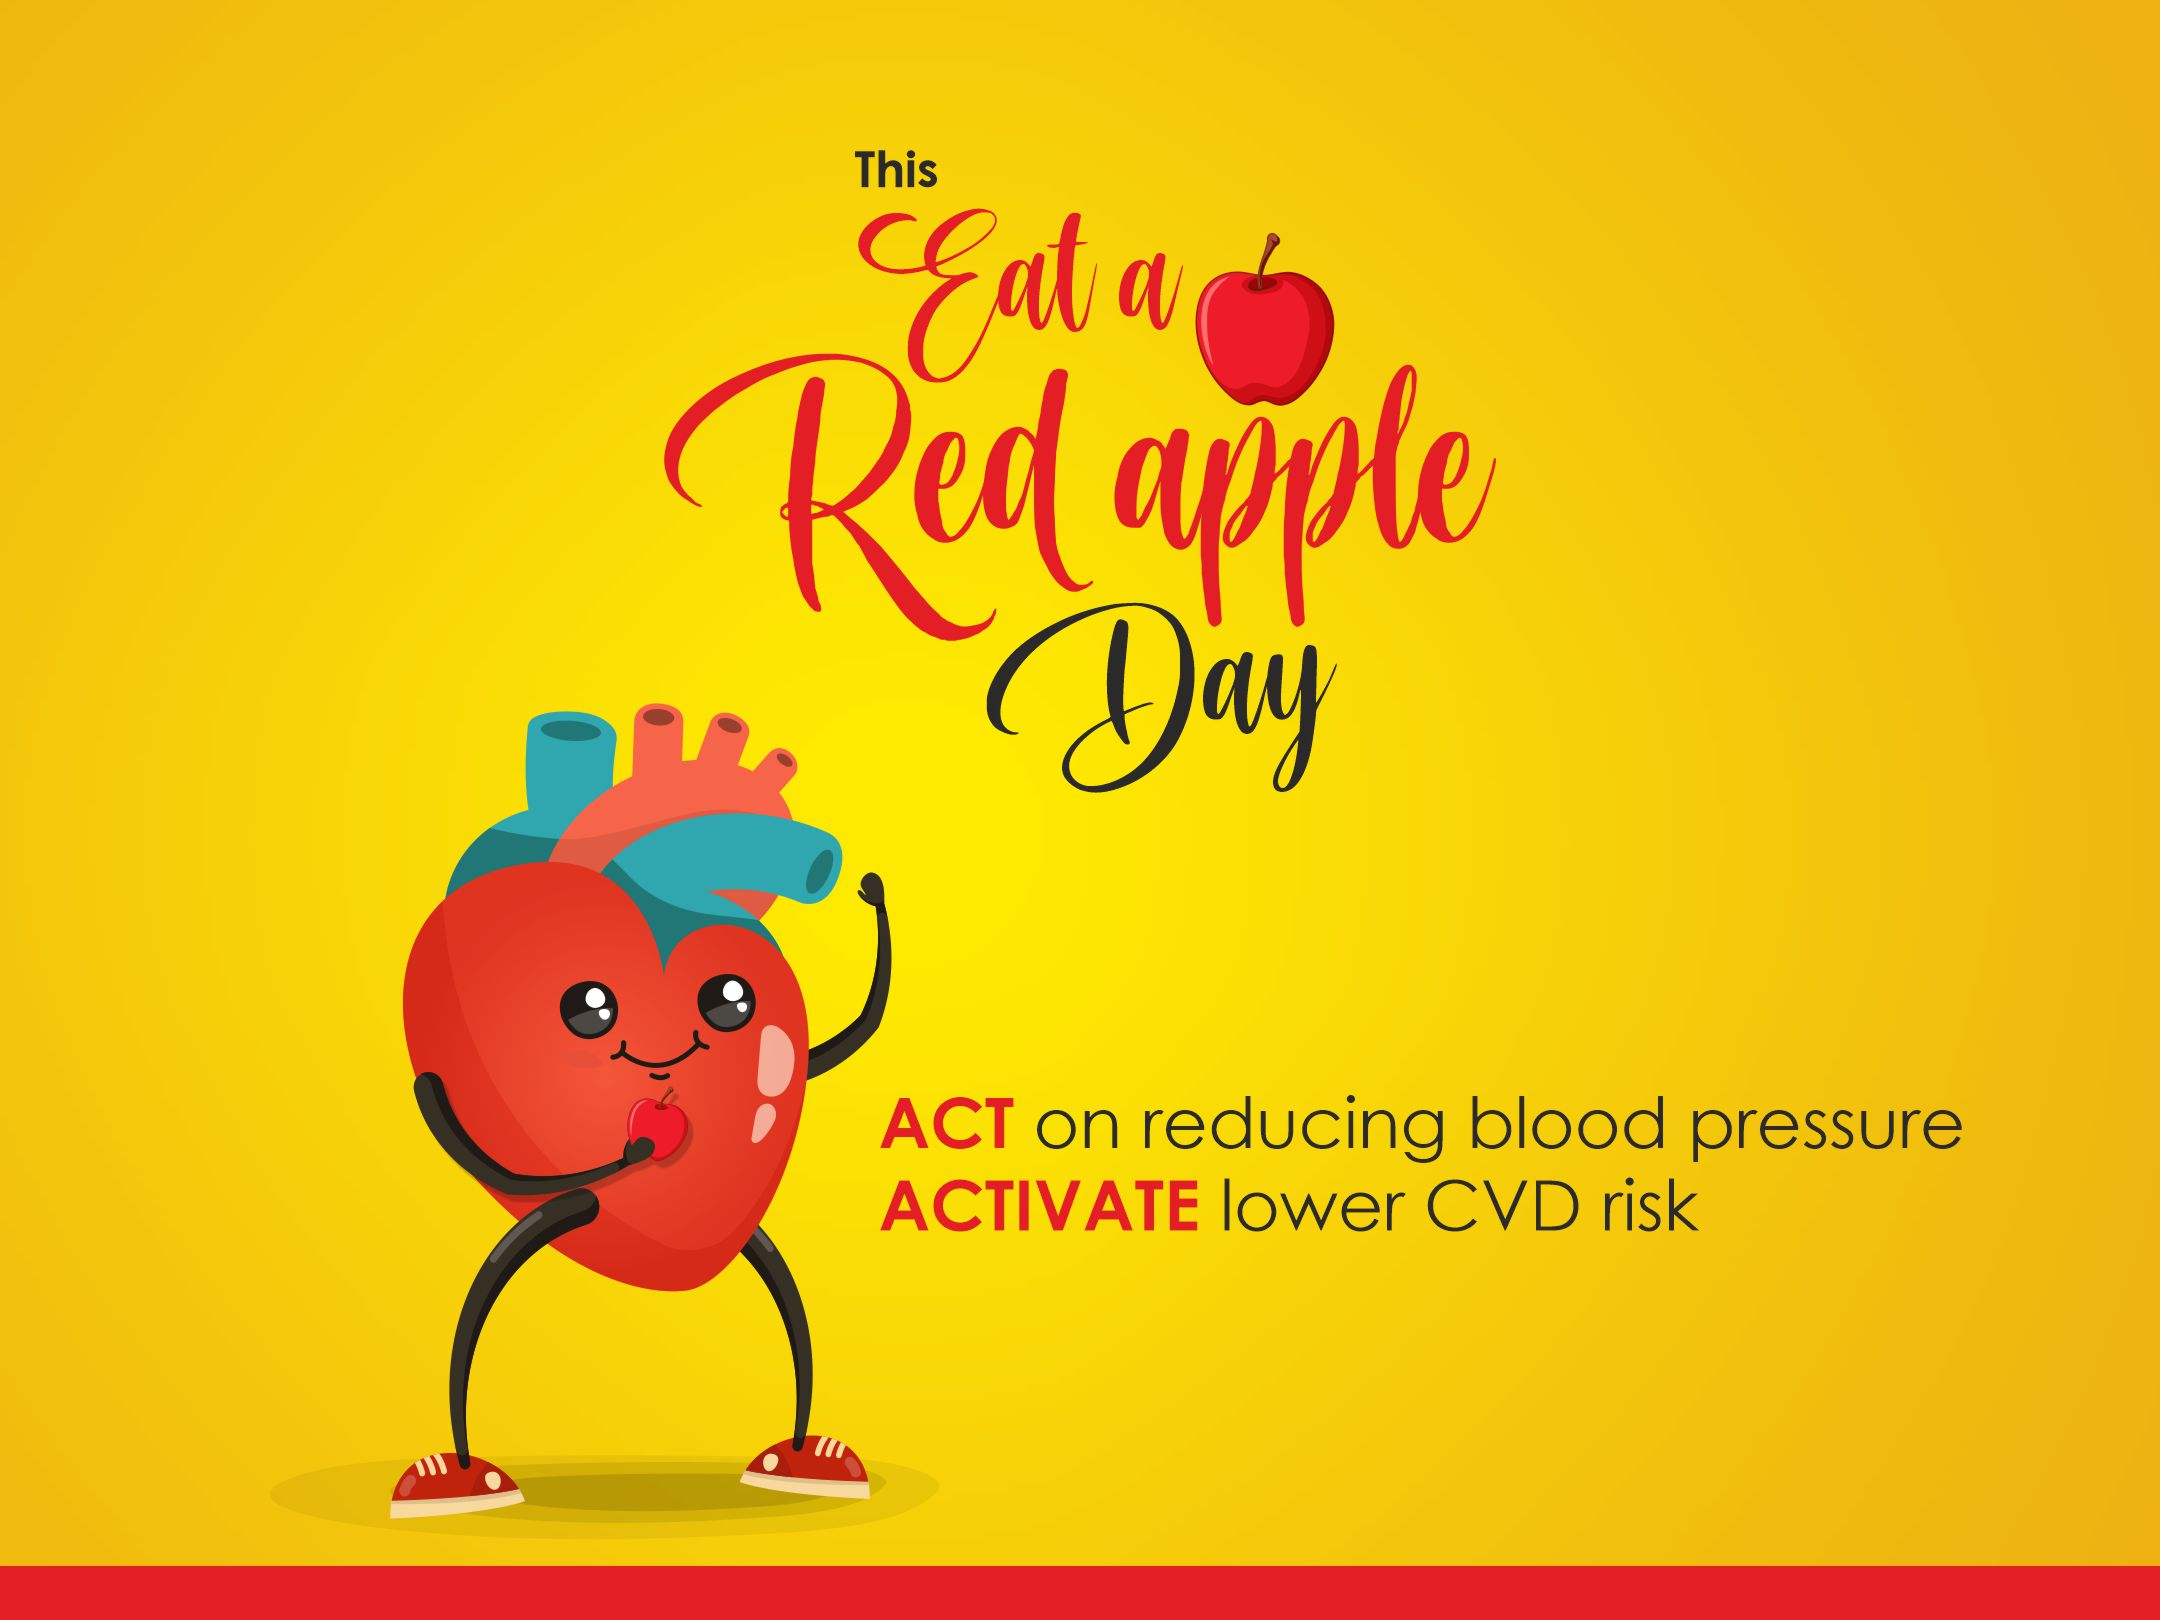 This
Eat a
Red apple
Day
ACT on reducing blood pressure
ACTIVATE lower CVD risk